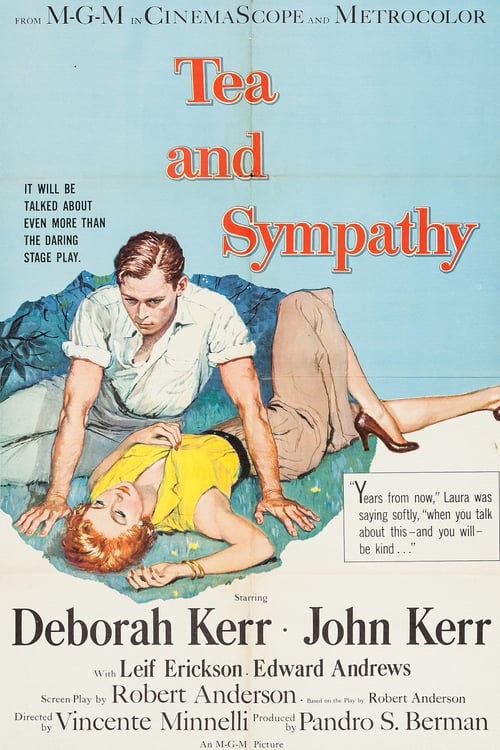 FROM M-G-M IN CINEMASCOPE AND METROCOLOR
Tea
and
Sympathy
IT WILL BE
TALKED ABOUT
EVEN MORE THAN
THE DARING
STAGE PLAY.
"Years from now," Laura was
saying softly, "when you talk
about this—and you will—
be kind..."
Starring
Deborah Kerr · John Kerr
With Leif Erickson · Edward Andrews
Screen Play by Robert Anderson · Based on the Play by Robert Anderson
Directed by Vincente Minnelli Produced by Pandro S. Berman
An M-G-M Picture